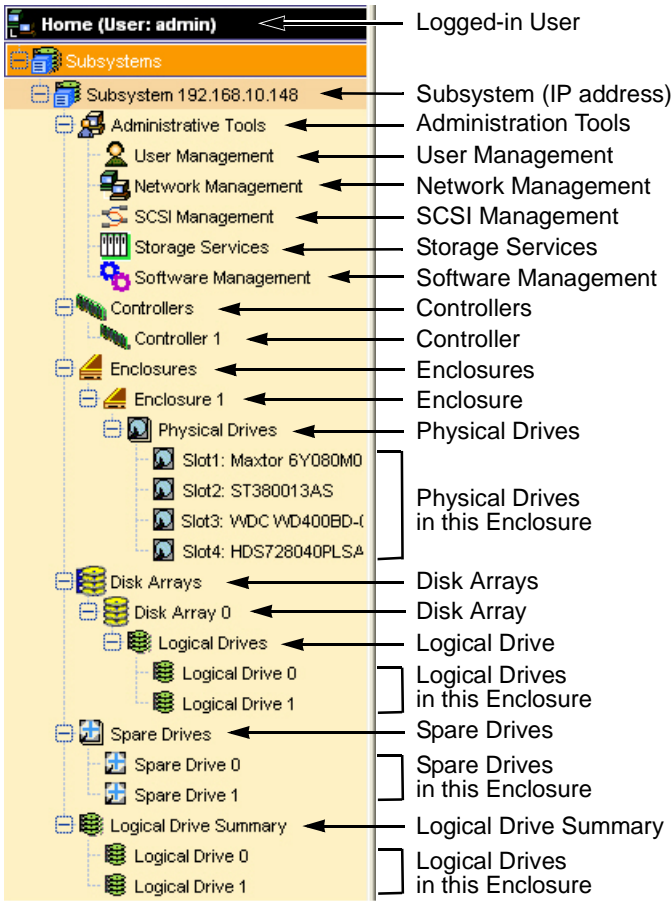 Home (User: admin) Logged-in User
Subsystems
Subsystem 192.168.10.148 Subsystem (IP address)
Administrative Tools Administration Tools
User Management User Management
Network Management Network Management
SCSI Management SCSI Management
Storage Services Storage Services
Software Management Software Management
Controllers Controllers
Controller 1 Controller
Enclosures Enclosures
Enclosure 1 Enclosure
Physical Drives Physical Drives
Slot1: Maxtor 6Y080M0
Slot2: ST380013AS
Slot3: WDC WD400BD-(
Slot4: HDS728040PLSA
Physical Drives
in this Enclosure
Disk Arrays Disk Arrays
Disk Array 0 Disk Array
Logical Drives Logical Drive
Logical Drive 0
Logical Drive 1
Logical Drives
in this Enclosure
Spare Drives Spare Drives
Spare Drive 0
Spare Drive 1
Spare Drives
in this Enclosure
Logical Drive Summary Logical Drive Summary
Logical Drive 0
Logical Drive 1
Logical Drives
in this Enclosure